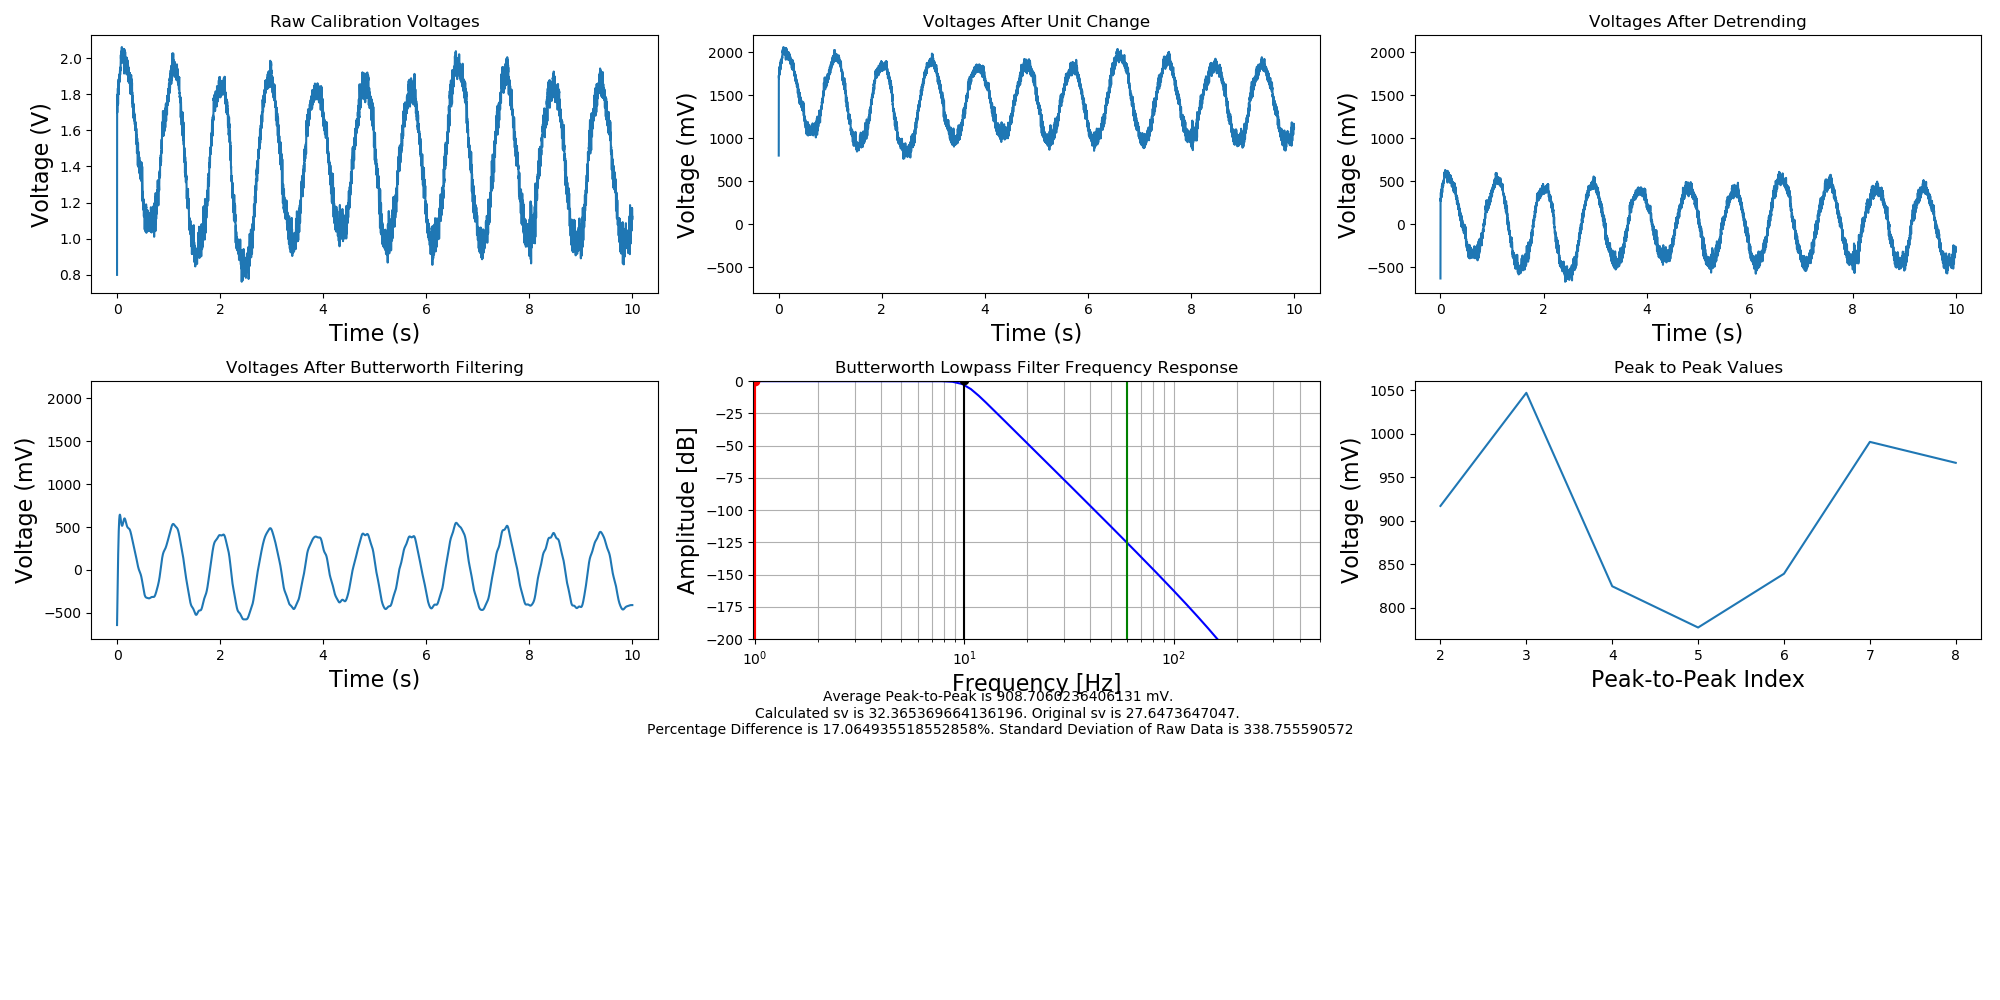 Raw Calibration Voltages
Voltage (V)
2.0
1.8
1.6
1.4
1.2
1.0
0.8
0 2 4 6 8 10
Time (s)
Voltages After Unit Change
Voltage (mV)
2000
1500
1000
500
0
−500
0 2 4 6 8 10
Time (s)
Voltages After Detrending
Voltage (mV)
2000
1500
1000
500
0
−500
0 2 4 6 8 10
Time (s)
Voltages After Butterworth Filtering
Voltage (mV)
2000
1500
1000
500
0
−500
0 2 4 6 8 10
Time (s)
Butterworth Lowpass Filter Frequency Response
Amplitude [dB]
0
−25
−50
−75
−100
−125
−150
−175
−200
10⁰ 10¹ 10²
Frequency [Hz]
Peak to Peak Values
Voltage (mV)
1050
1000
950
900
850
800
2 3 4 5 6 7 8
Peak-to-Peak Index
Average Peak-to-Peak is 908.7060236406131 mV.
Calculated sv is 32.365369664136196. Original sv is 27.6473647047.
Percentage Difference is 17.064935518552858%. Standard Deviation of Raw Data is 338.755590572